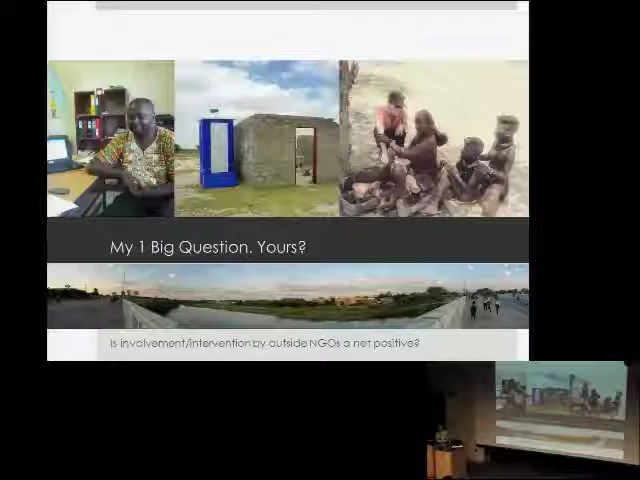 My 1 Big Question. Yours?
Is involvement/intervention by outside NGOs a net positive?